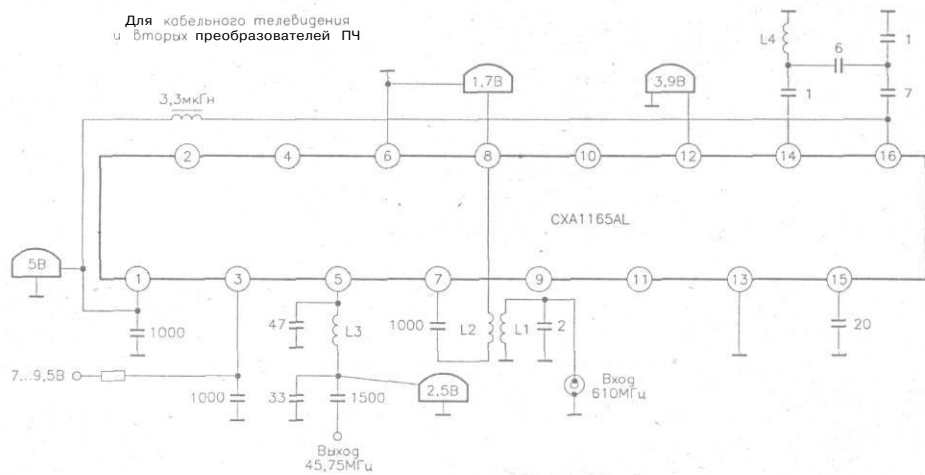 Для кабельного телевидения
и вторых преобразователей ПЧ
L4
6
1
1,7В
3,9В
3,3мкГн
1
7
2
4
6
8
10
12
14
16
CXA1165AL
5В
1
3
5
7
9
11
13
15
1000
47
L3
1000
L2
L1
2
20
7...9,5В
1000
33
1500
2,5В
Вход
610МГц
Выход
45,75МГц